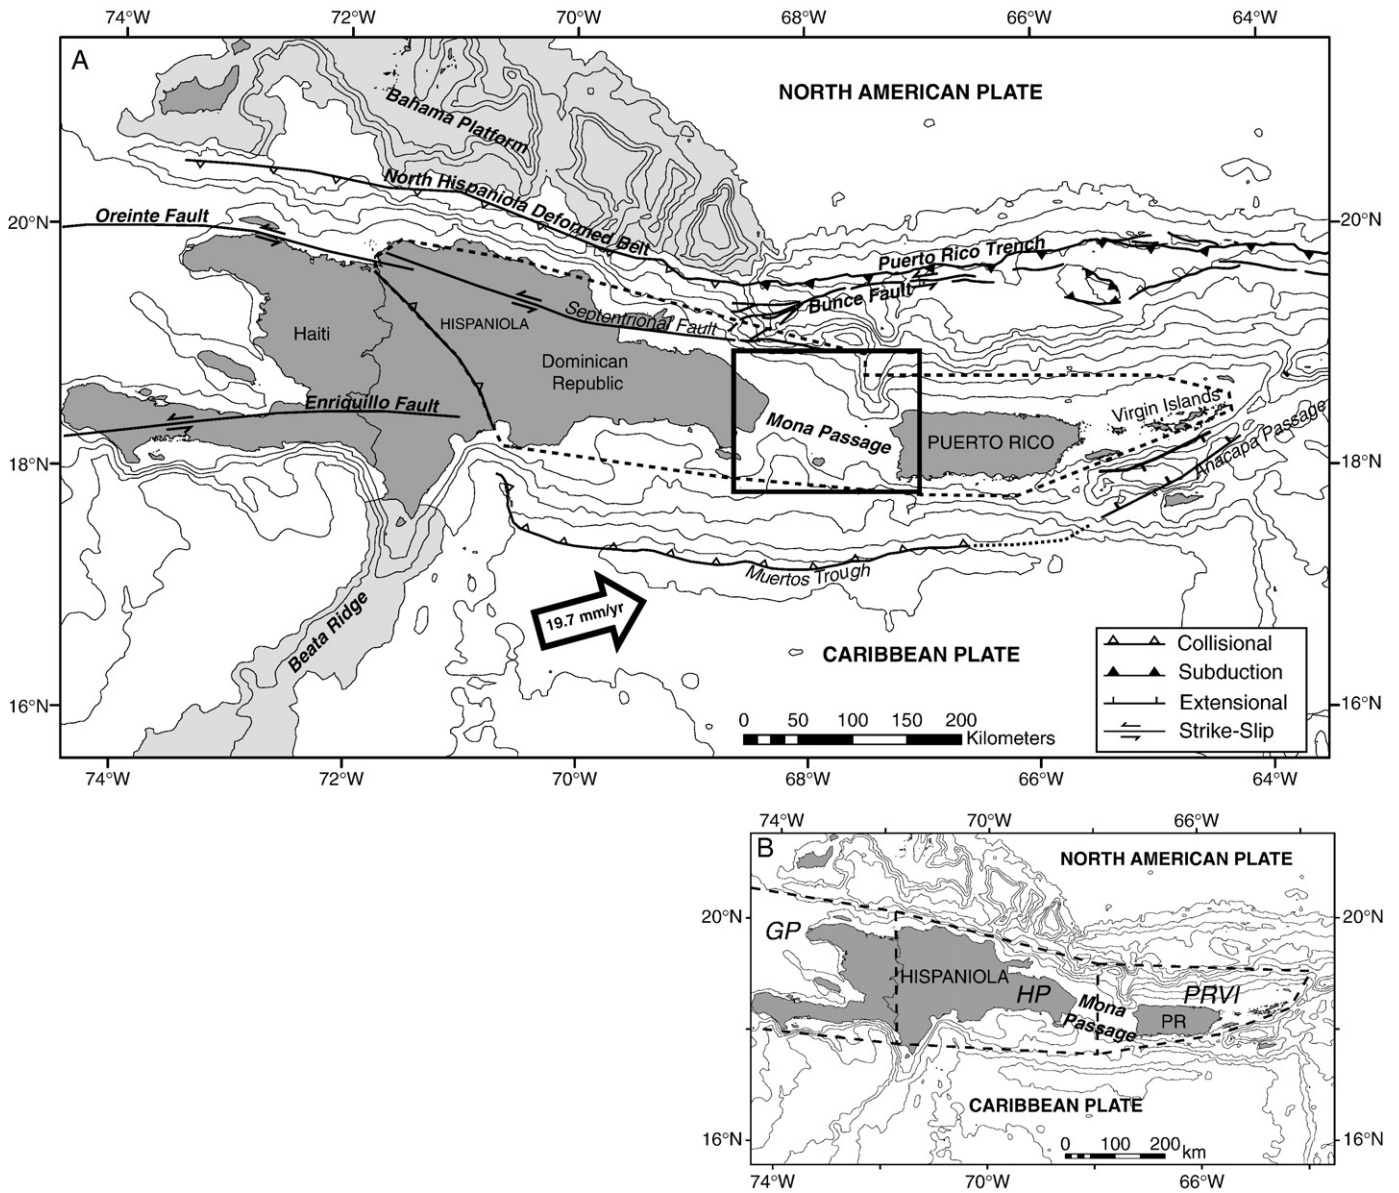 74°W 72°W 70°W 68°W 66°W 64°W
A
NORTH AMERICAN PLATE
Bahama Platform
North Hispaniola Deformed Belt
20°N
20°N
Oreinte Fault
Puerto Rico Trench
Bunce Fault
Septentrional Fault
HISPANIOLA
Haiti
Dominican
Republic
Enriquillo Fault
Mona Passage
PUERTO RICO
Virgin Islands
Anacapa Passage
18°N
18°N
Muertos Trough
19.7 mm/yr
Beata Ridge
CARIBBEAN PLATE
Collisional
Subduction
Extensional
Strike-Slip
0 50 100 150 200
Kilometers
16°N
16°N
74°W 72°W 70°W 68°W 66°W 64°W
74°W 70°W 66°W
B
NORTH AMERICAN PLATE
20°N
20°N
GP
HISPANIOLA
HP
Mona
Passage
PRVI
PR
18°N
18°N
CARIBBEAN PLATE
16°N
16°N
0 100 200
km
74°W 70°W 66°W